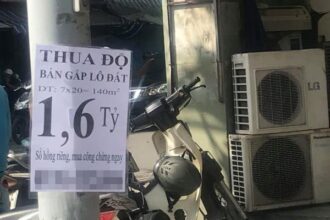 THUA ĐỘ
BÁN GẤP LÔ ĐẤT
DT: 7x20= 140m²
1,6 Tỷ
Sổ hồng riêng, mua công chứng ngay
LG